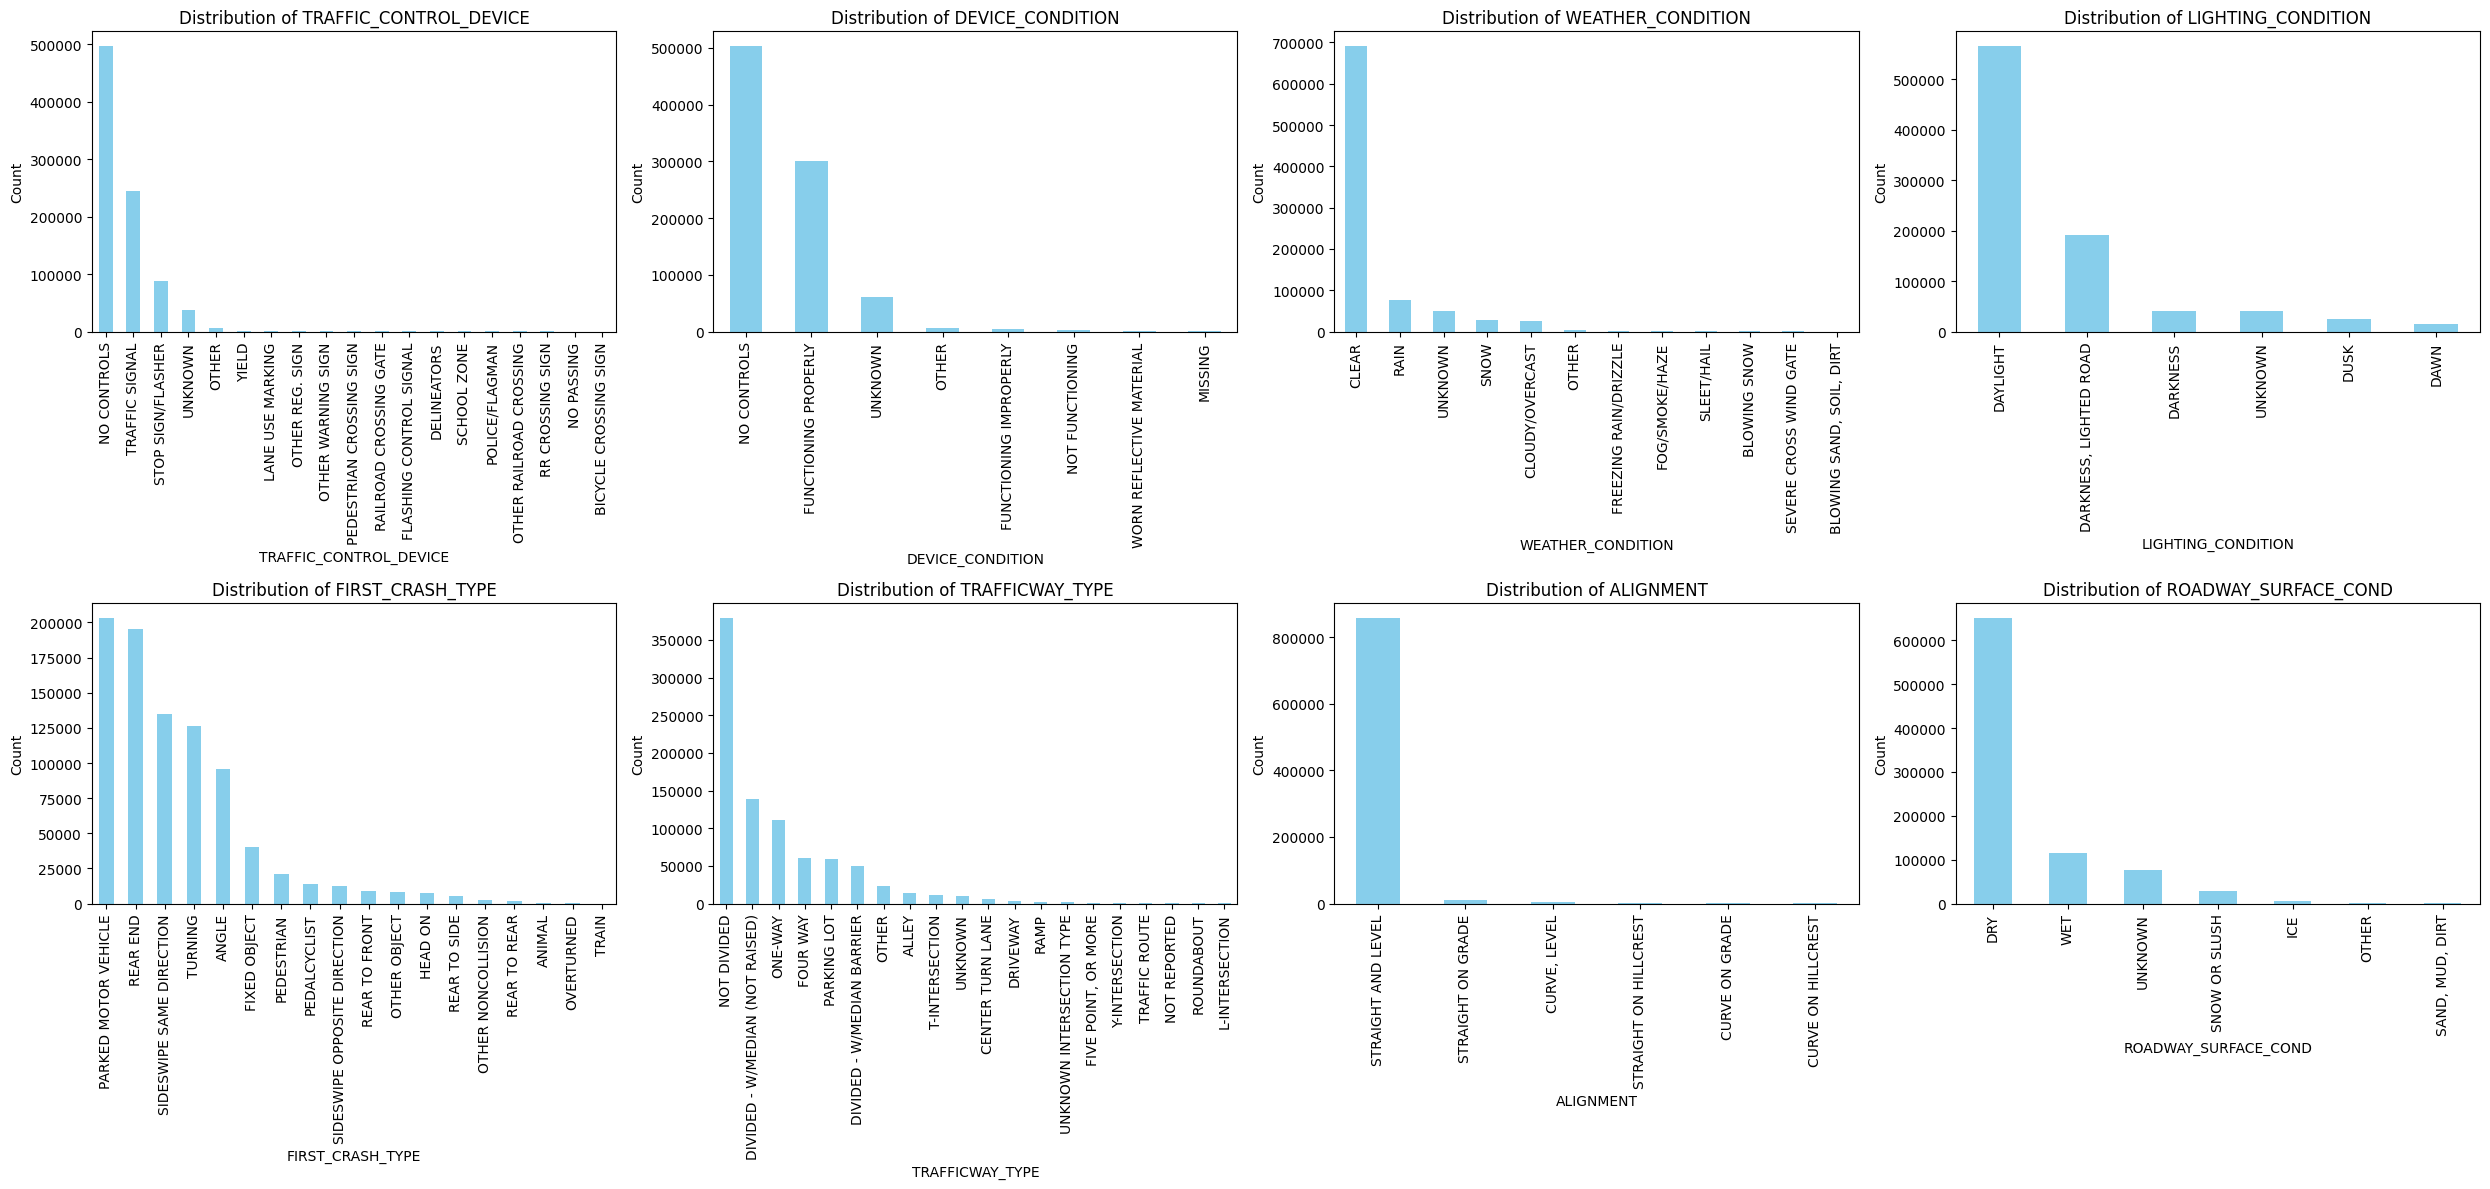 Distribution of TRAFFIC_CONTROL_DEVICE
500000
400000
300000
200000
100000
0
Count
NO CONTROLS
TRAFFIC SIGNAL
STOP SIGN/FLASHER
UNKNOWN
OTHER
YIELD
LANE USE MARKING
OTHER REG. SIGN
OTHER WARNING SIGN
PEDESTRIAN CROSSING SIGN
RAILROAD CROSSING GATE
FLASHING CONTROL SIGNAL
DELINEATORS
SCHOOL ZONE
POLICE/FLAGMAN
OTHER RAILROAD CROSSING
RR CROSSING SIGN
NO PASSING
BICYCLE CROSSING SIGN
TRAFFIC_CONTROL_DEVICE
Distribution of DEVICE_CONDITION
500000
400000
300000
200000
100000
0
Count
NO CONTROLS
FUNCTIONING PROPERLY
UNKNOWN
OTHER
FUNCTIONING IMPROPERLY
NOT FUNCTIONING
WORN REFLECTIVE MATERIAL
MISSING
DEVICE_CONDITION
Distribution of WEATHER_CONDITION
700000
600000
500000
400000
300000
200000
100000
0
Count
CLEAR
RAIN
UNKNOWN
SNOW
CLOUDY/OVERCAST
OTHER
FREEZING RAIN/DRIZZLE
FOG/SMOKE/HAZE
SLEET/HAIL
BLOWING SNOW
SEVERE CROSS WIND GATE
BLOWING SAND, SOIL, DIRT
WEATHER_CONDITION
Distribution of LIGHTING_CONDITION
500000
400000
300000
200000
100000
0
Count
DAYLIGHT
DARKNESS, LIGHTED ROAD
DARKNESS
UNKNOWN
DUSK
DAWN
LIGHTING_CONDITION
Distribution of FIRST_CRASH_TYPE
200000
175000
150000
125000
100000
75000
50000
25000
0
Count
PARKED MOTOR VEHICLE
REAR END
SIDESWIPE SAME DIRECTION
TURNING
ANGLE
FIXED OBJECT
PEDESTRIAN
PEDALCYCLIST
SIDESWIPE OPPOSITE DIRECTION
REAR TO FRONT
OTHER OBJECT
HEAD ON
REAR TO SIDE
OTHER NONCOLLISION
REAR TO REAR
ANIMAL
OVERTURNED
TRAIN
FIRST_CRASH_TYPE
Distribution of TRAFFICWAY_TYPE
350000
300000
250000
200000
150000
100000
50000
0
Count
NOT DIVIDED
DIVIDED - W/MEDIAN (NOT RAISED)
ONE-WAY
FOUR WAY
PARKING LOT
DIVIDED - W/MEDIAN BARRIER
OTHER
ALLEY
T-INTERSECTION
UNKNOWN
CENTER TURN LANE
DRIVEWAY
RAMP
UNKNOWN INTERSECTION TYPE
FIVE POINT, OR MORE
Y-INTERSECTION
TRAFFIC ROUTE
NOT REPORTED
ROUNDABOUT
L-INTERSECTION
TRAFFICWAY_TYPE
Distribution of ALIGNMENT
800000
600000
400000
200000
0
Count
STRAIGHT AND LEVEL
STRAIGHT ON GRADE
CURVE, LEVEL
STRAIGHT ON HILLCREST
CURVE ON GRADE
CURVE ON HILLCREST
ALIGNMENT
Distribution of ROADWAY_SURFACE_COND
600000
500000
400000
300000
200000
100000
0
Count
DRY
WET
UNKNOWN
SNOW OR SLUSH
ICE
OTHER
SAND, MUD, DIRT
ROADWAY_SURFACE_COND